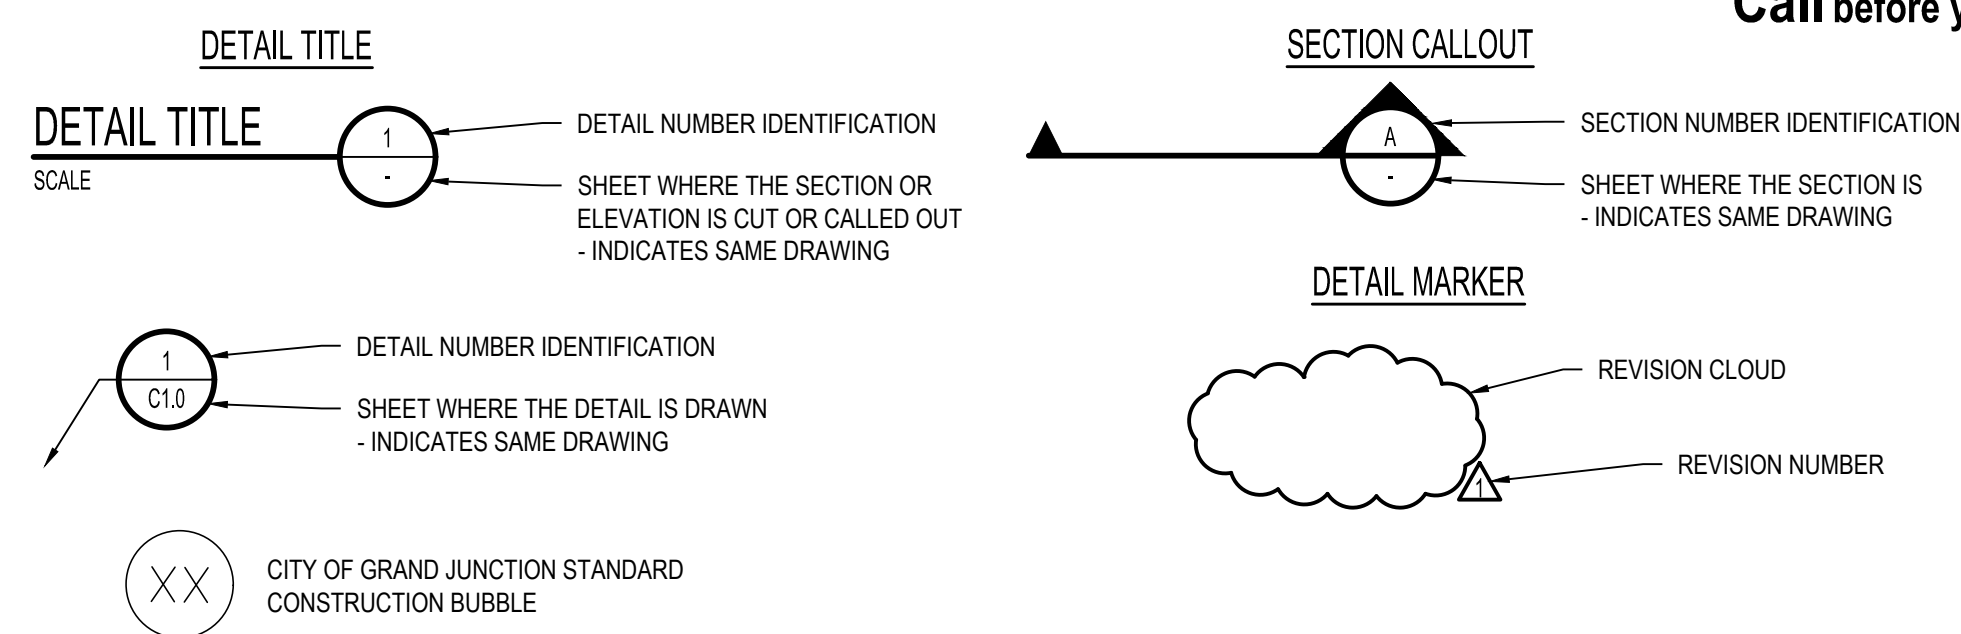 Call before y
DETAIL TITLE
DETAIL TITLE
SCALE
1
-
DETAIL NUMBER IDENTIFICATION
SHEET WHERE THE SECTION OR
ELEVATION IS CUT OR CALLED OUT
- INDICATES SAME DRAWING
1
C1.0
DETAIL NUMBER IDENTIFICATION
SHEET WHERE THE DETAIL IS DRAWN
- INDICATES SAME DRAWING
XX
CITY OF GRAND JUNCTION STANDARD
CONSTRUCTION BUBBLE
SECTION CALLOUT
A
-
SECTION NUMBER IDENTIFICATION
SHEET WHERE THE SECTION IS
- INDICATES SAME DRAWING
DETAIL MARKER
REVISION CLOUD
1
REVISION NUMBER